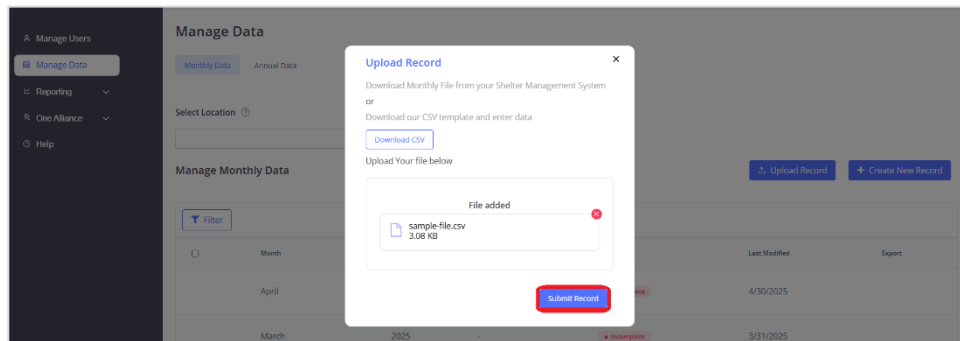 Manage Users
Manage Data
Reporting
One Alliance
Help
Manage Data
Monthly Data Annual Data
Select Location
Manage Monthly Data
Upload Record
Create New Record
Filter
Month Last Modified Export
April 4/30/2025
March 2025 - Incomplete 3/31/2025
Upload Record
Download Monthly File from your Shelter Management System
or
Download our CSV template and enter data
Download CSV
Upload Your file below
File added
sample-file.csv
3.08 KB
Submit Record